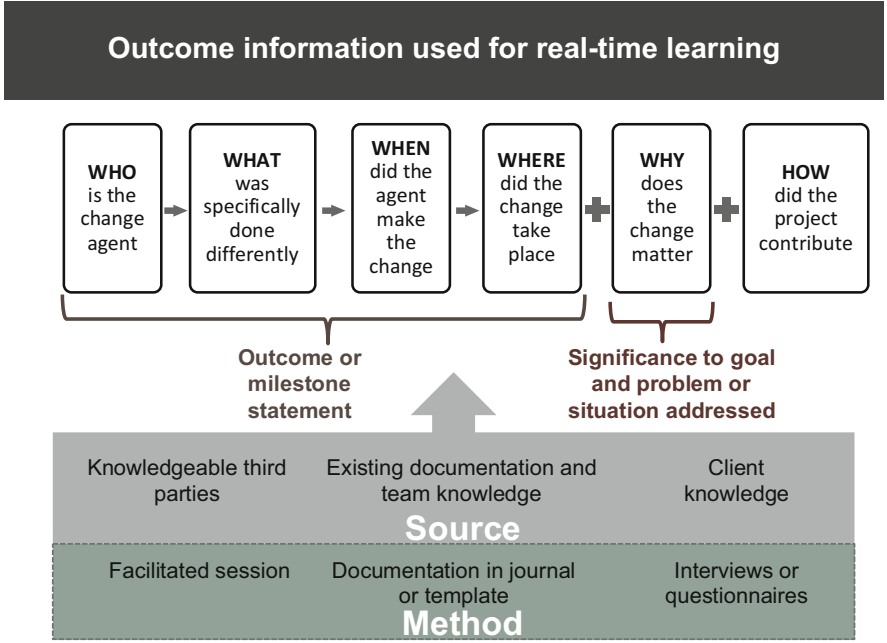 Outcome information used for real-time learning
WHO
is the
change
agent
WHAT
was
specifically
done
differently
WHEN
did the
agent
make
the
change
WHERE
did the
change
take
place
WHY
does
the
change
matter
HOW
did the
project
contribute
Outcome or
milestone
statement
Significance to goal
and problem or
situation addressed
Knowledgeable third
parties
Existing documentation and
team knowledge
Client
knowledge
Source
Facilitated session
Documentation in journal
or template
Interviews or
questionnaires
Method